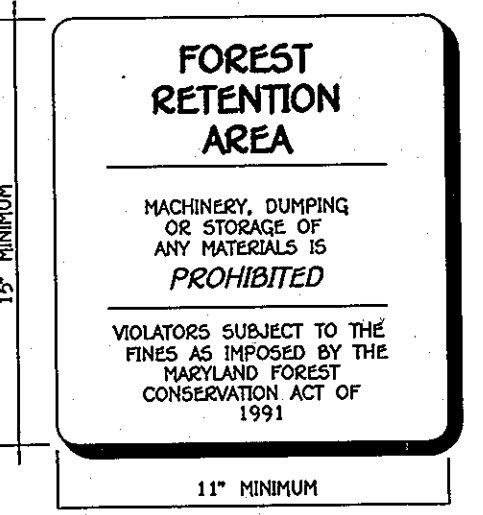 FOREST
RETENTION
AREA
MACHINERY, DUMPING
OR STORAGE OF
ANY MATERIALS IS
PROHIBITED
VIOLATORS SUBJECT TO THE
FINES AS IMPOSED BY THE
MARYLAND FOREST
CONSERVATION ACT OF
1991
15" MINIMUM
11" MINIMUM